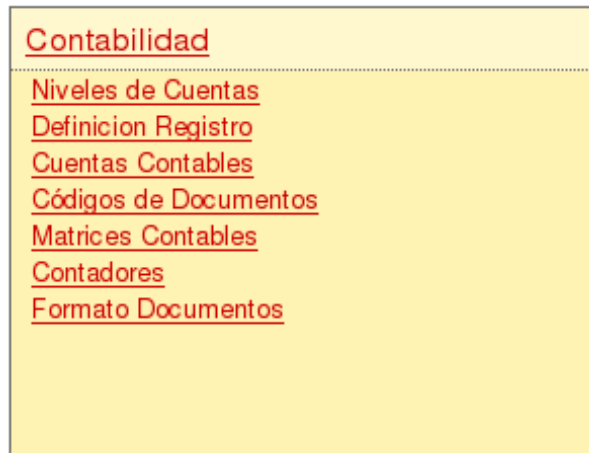 Contabilidad
Niveles de Cuentas
Definicion Registro
Cuentas Contables
Códigos de Documentos
Matrices Contables
Contadores
Formato Documentos